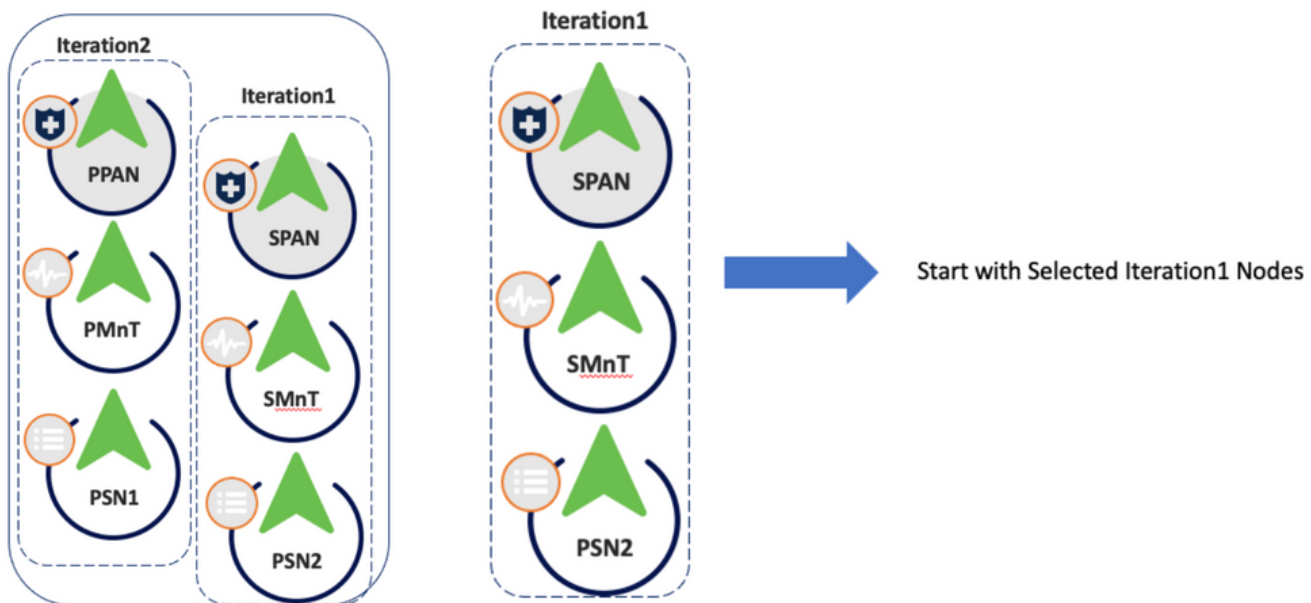 Iteration2
PPAN
PMnT
PSN1
Iteration1
SPAN
SMnT
PSN2
Iteration1
SPAN
SMnT
PSN2
Start with Selected Iteration1 Nodes